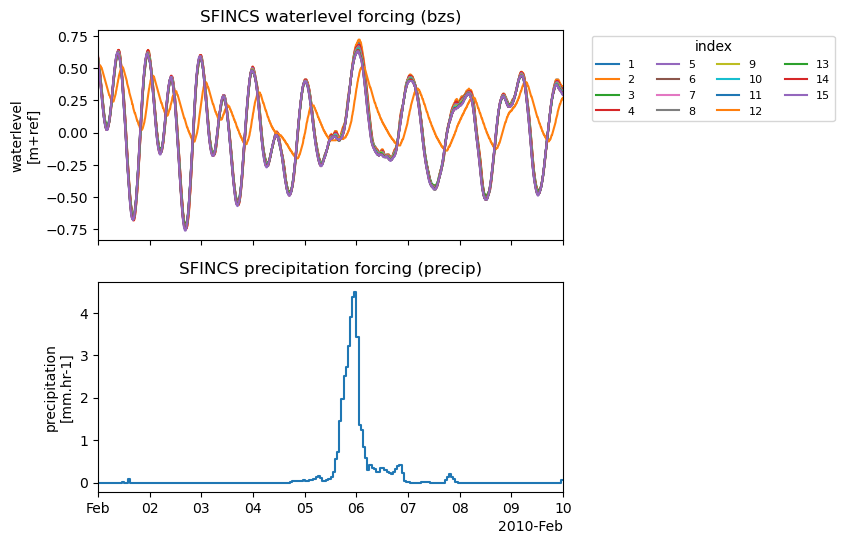 SFINCS waterlevel forcing (bzs)
waterlevel
[m+ref]
0.75
0.50
0.25
0.00
−0.25
−0.50
−0.75
index
1 5 9 13
2 6 10 14
3 7 11 15
4 8 12
SFINCS precipitation forcing (precip)
precipitation
[mm.hr-1]
4
3
2
1
0
Feb 02 03 04 05 06 07 08 09 10
2010-Feb